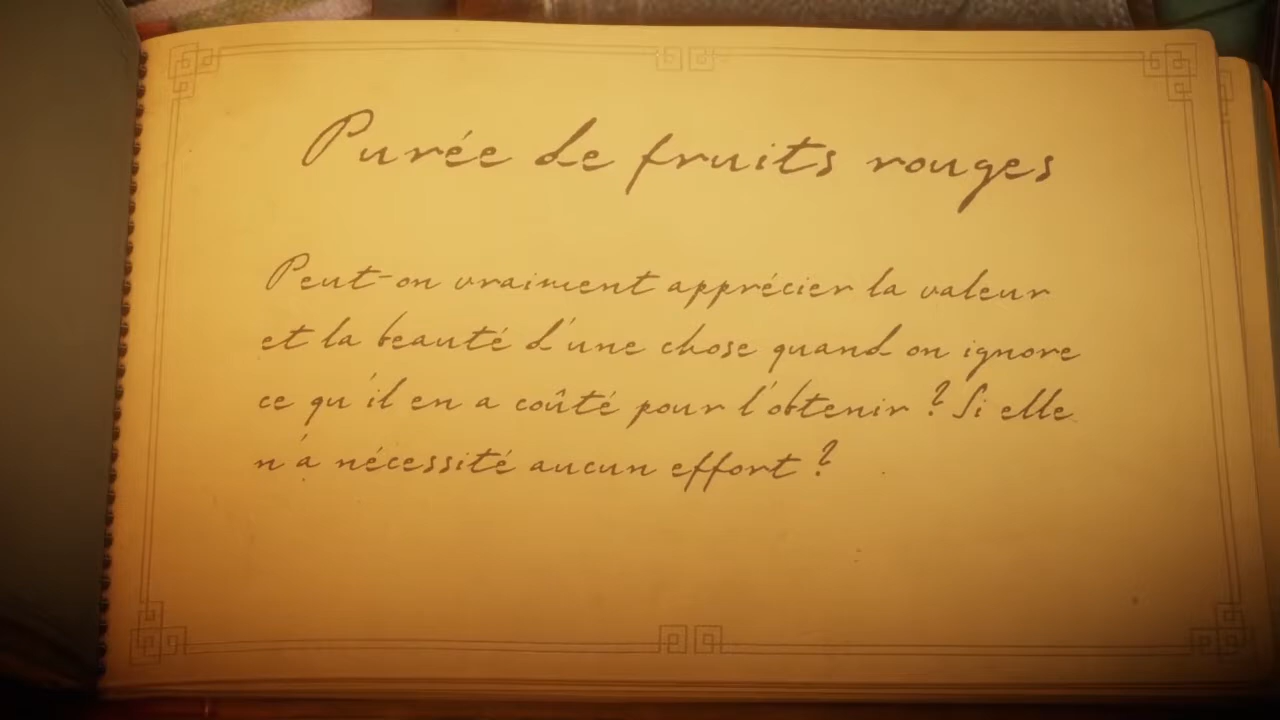 Purée de fruits rouges
Peut-on vraiment apprécier la valeur
et la beauté d'une chose quand on ignore
ce qu'il en a coûté pour l'obtenir ? Si elle
n'a nécessité aucun effort ?